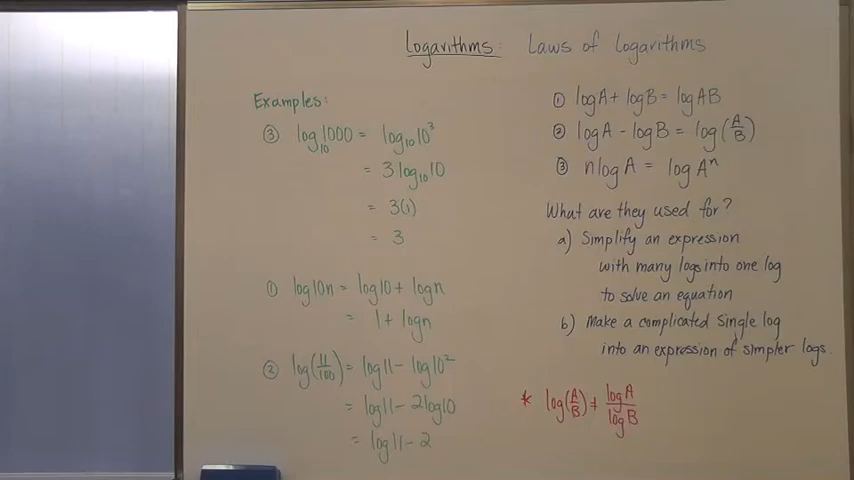 Logarithms: Laws of Logarithms
Examples:
③ log₁₀1000 = log₁₀10³
= 3log₁₀10
= 3(1)
= 3
① log10n = log10 + logn
= 1 + logn
② log(11/100) = log11 - log10²
= log11 - 2log10
= log11 - 2
① logA + logB = logAB
② logA - logB = log(A/B)
③ nlogA = logAⁿ
What are they used for?
a) Simplify an expression
with many logs into one log
to solve an equation
b) Make a complicated single log
into an expression of simpler logs.
* log(A/B) ≠ logA/logB